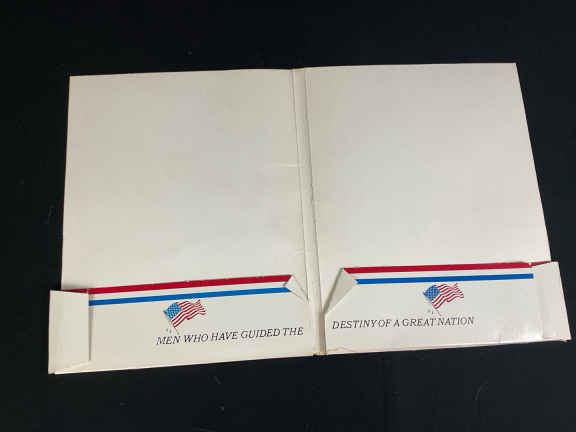 MEN WHO HAVE GUIDED THE DESTINY OF A GREAT NATION